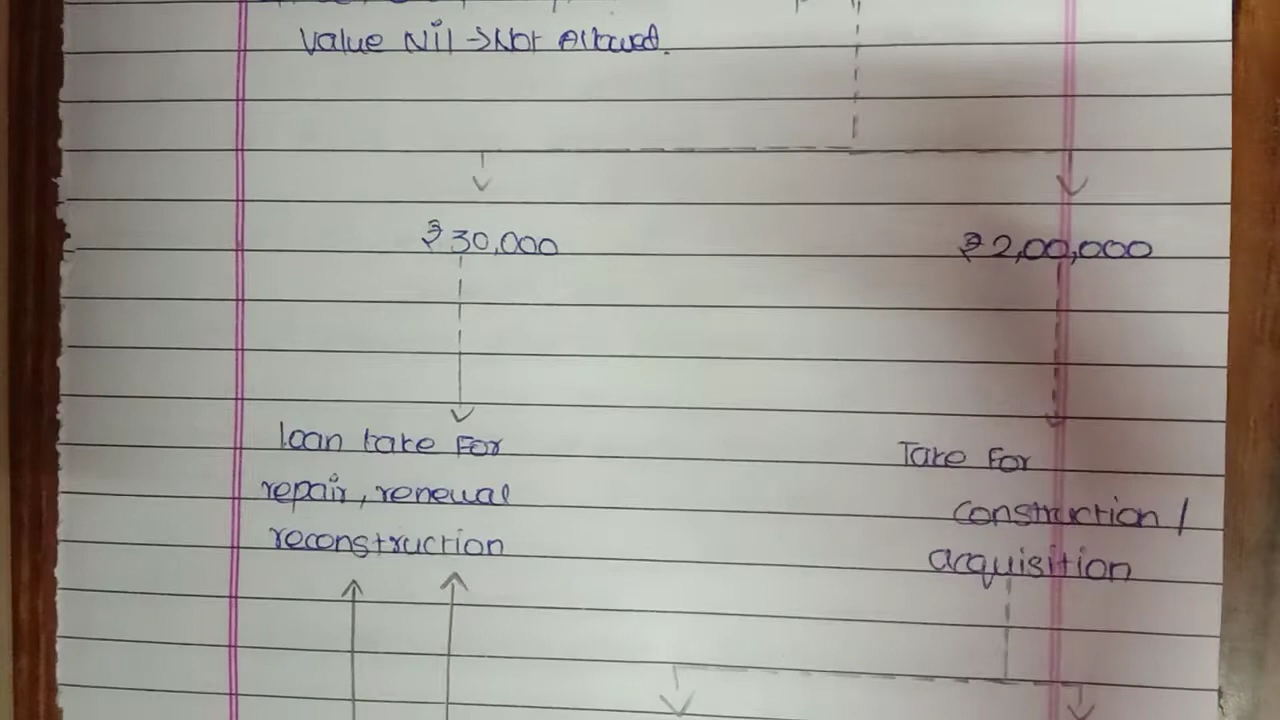 Value Nil → Not Allowed.
₹30,000
₹2,00,000
loan take For
repair, renewal
reconstruction
Take For
construction /
acquisition